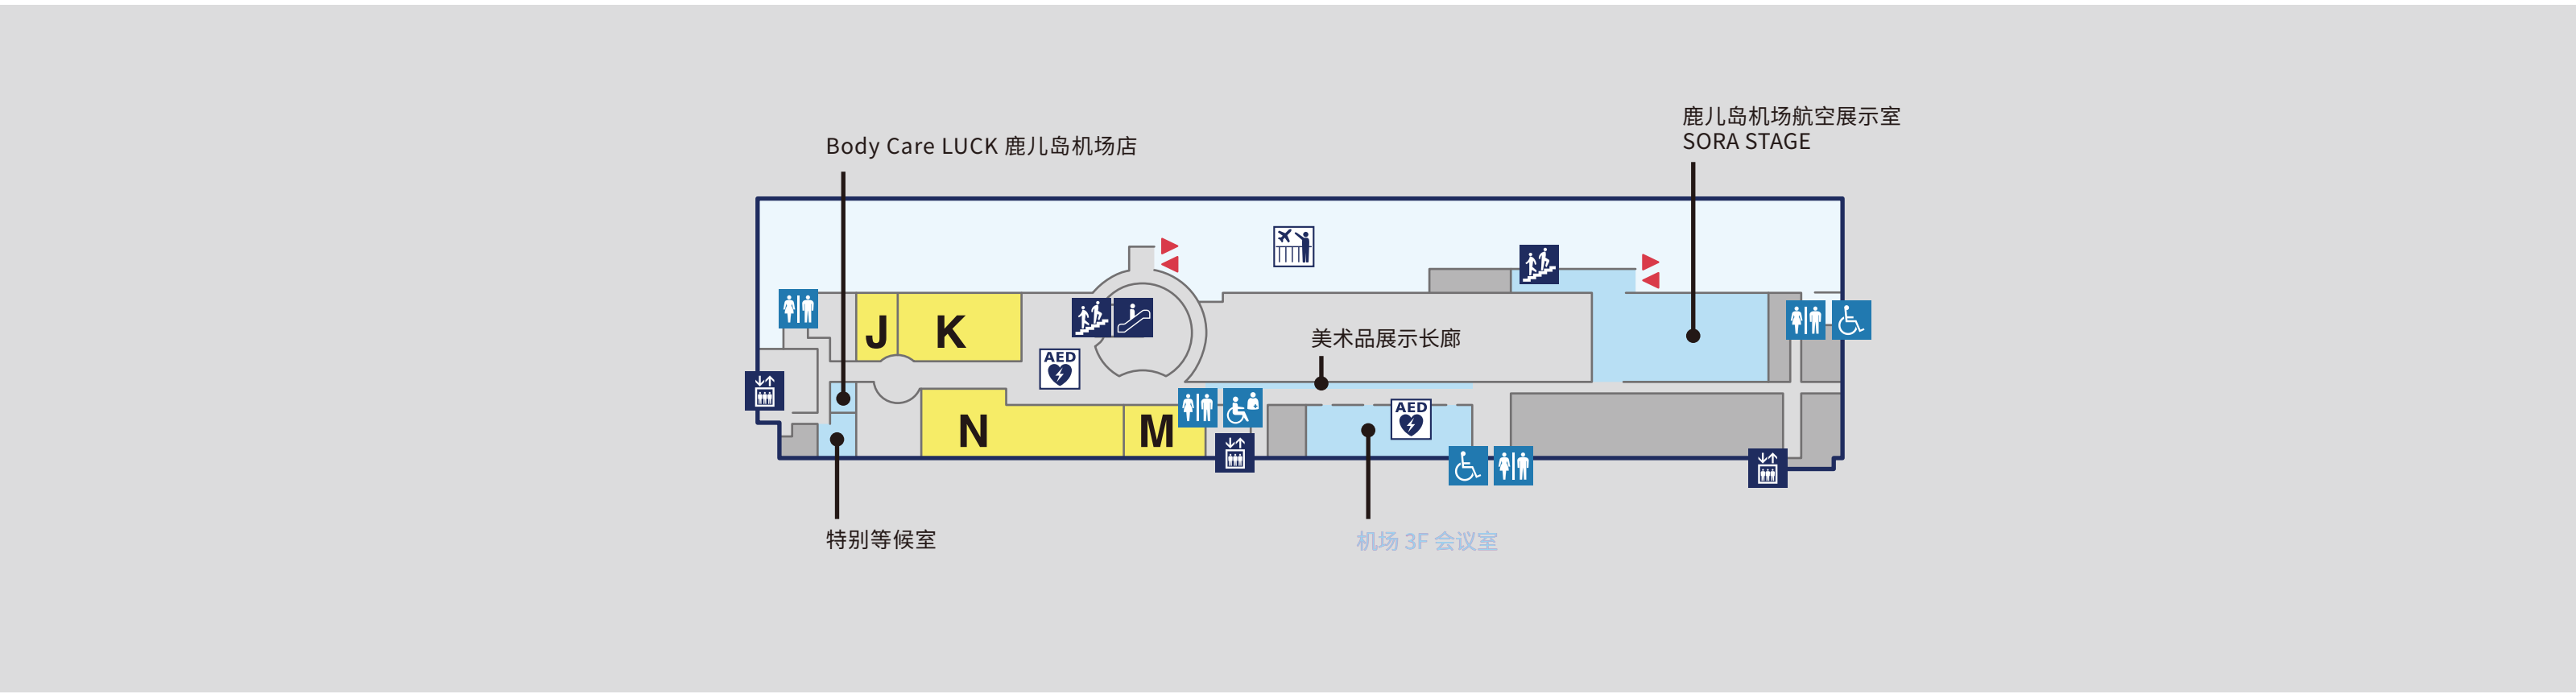 鹿儿岛机场航空展示室
SORA STAGE
Body Care LUCK 鹿儿岛机场店
J
K
美术品展示长廊
AED
AED
N
M
特别等候室
机场 3F 会议室